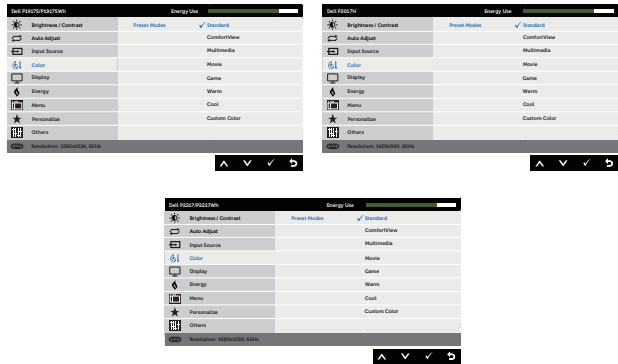 Dell P1917S/P1917SWh Energy Use
Brightness / Contrast Preset Modes ✓ Standard
Auto Adjust ComfortView
Input Source Multimedia
Color Movie
Display Game
Energy Warm
Menu Cool
Personalize Custom Color
Others
Resolution: 1280x1024, 60Hz
Dell P2017H Energy Use
Brightness / Contrast Preset Modes ✓ Standard
Auto Adjust ComfortView
Input Source Multimedia
Color Movie
Display Game
Energy Warm
Menu Cool
Personalize Custom Color
Others
Resolution: 1600x900, 60Hz
Dell P2217/P2217Wh Energy Use
Brightness / Contrast Preset Modes ✓ Standard
Auto Adjust ComfortView
Input Source Multimedia
Color Movie
Display Game
Energy Warm
Menu Cool
Personalize Custom Color
Others
Resolution: 1680x1050, 60Hz